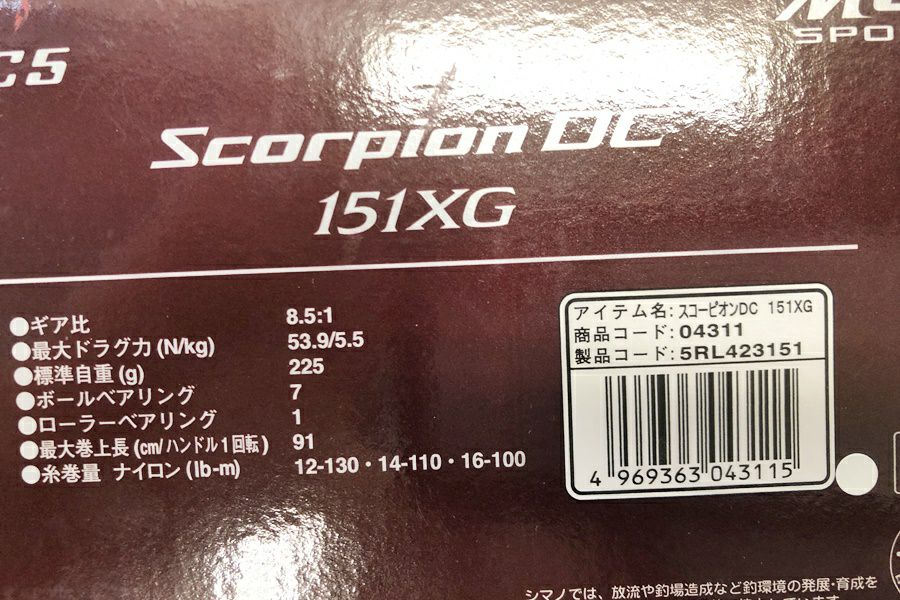 C5
SPO
Scorpion DC
151XG
●ギア比 8.5:1
●最大ドラグ力(N/kg) 53.9/5.5
●標準自重(g) 225
●ボールベアリング 7
●ローラーベアリング 1
●最大巻上長(cm/ハンドル1回転) 91
●糸巻量 ナイロン(lb-m) 12-130・14-110・16-100
アイテム名:スコーピオンDC 151XG
商品コード:04311
製品コード:5RL423151
4 969363 043115
シマノでは、放流や釣場造成など釣環境の発展・育成を